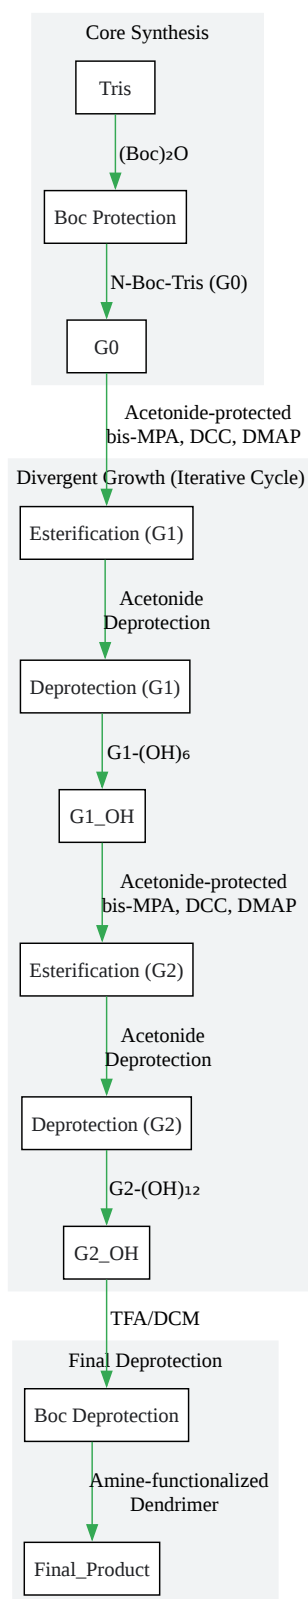 Core Synthesis
Tris
(Boc)₂O
Boc Protection
N-Boc-Tris (G0)
G0
Acetonide-protected
bis-MPA, DCC, DMAP
Divergent Growth (Iterative Cycle)
Esterification (G1)
Acetonide
Deprotection
Deprotection (G1)
G1-(OH)₆
G1_OH
Acetonide-protected
bis-MPA, DCC, DMAP
Esterification (G2)
Acetonide
Deprotection
Deprotection (G2)
G2-(OH)₁₂
G2_OH
TFA/DCM
Final Deprotection
Boc Deprotection
Amine-functionalized
Dendrimer
Final_Product